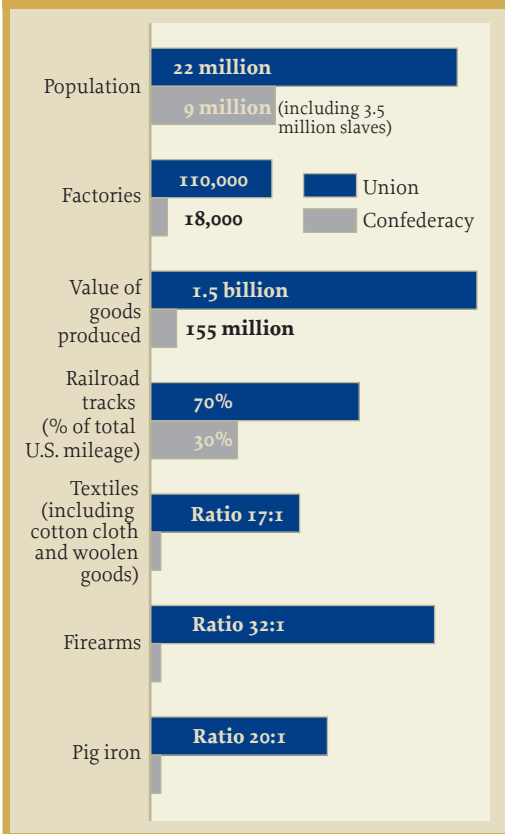 Population
22 million
9 million (including 3.5
million slaves)
Factories
110,000
18,000
Union
Confederacy
Value of
goods
produced
1.5 billion
155 million
Railroad
tracks
(% of total
U.S. mileage)
70%
30%
Textiles
(including
cotton cloth
and woolen
goods)
Ratio 17:1
Firearms
Ratio 32:1
Pig iron
Ratio 20:1